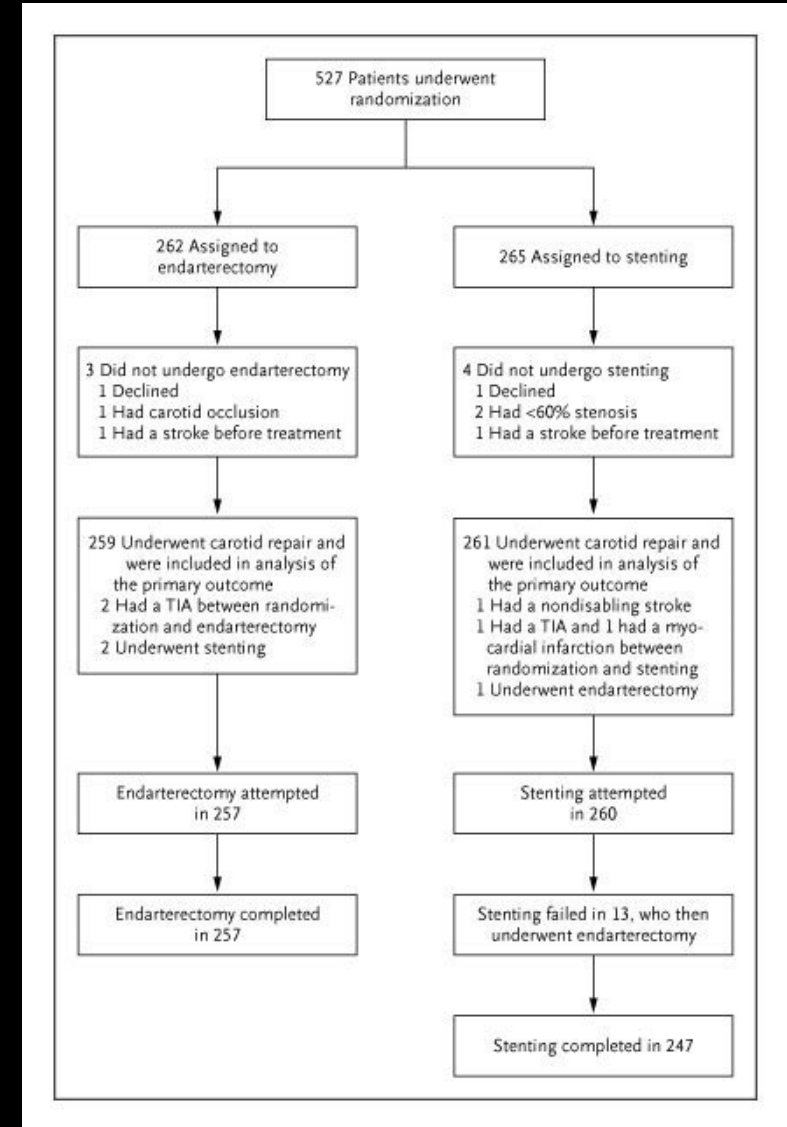 527 Patients underwent
randomization
262 Assigned to
endarterectomy
265 Assigned to stenting
3 Did not undergo endarterectomy
1 Declined
1 Had carotid occlusion
1 Had a stroke before treatment
4 Did not undergo stenting
1 Declined
2 Had <60% stenosis
1 Had a stroke before treatment
259 Underwent carotid repair and
were included in analysis of
the primary outcome
2 Had a TIA between randomi-
zation and endarterectomy
2 Underwent stenting
261 Underwent carotid repair and
were included in analysis of
the primary outcome
1 Had a nondisabling stroke
1 Had a TIA and 1 had a myo-
cardial infarction between
randomization and stenting
1 Underwent endarterectomy
Endarterectomy attempted
in 257
Stenting attempted
in 260
Endarterectomy completed
in 257
Stenting failed in 13, who then
underwent endarterectomy
Stenting completed in 247